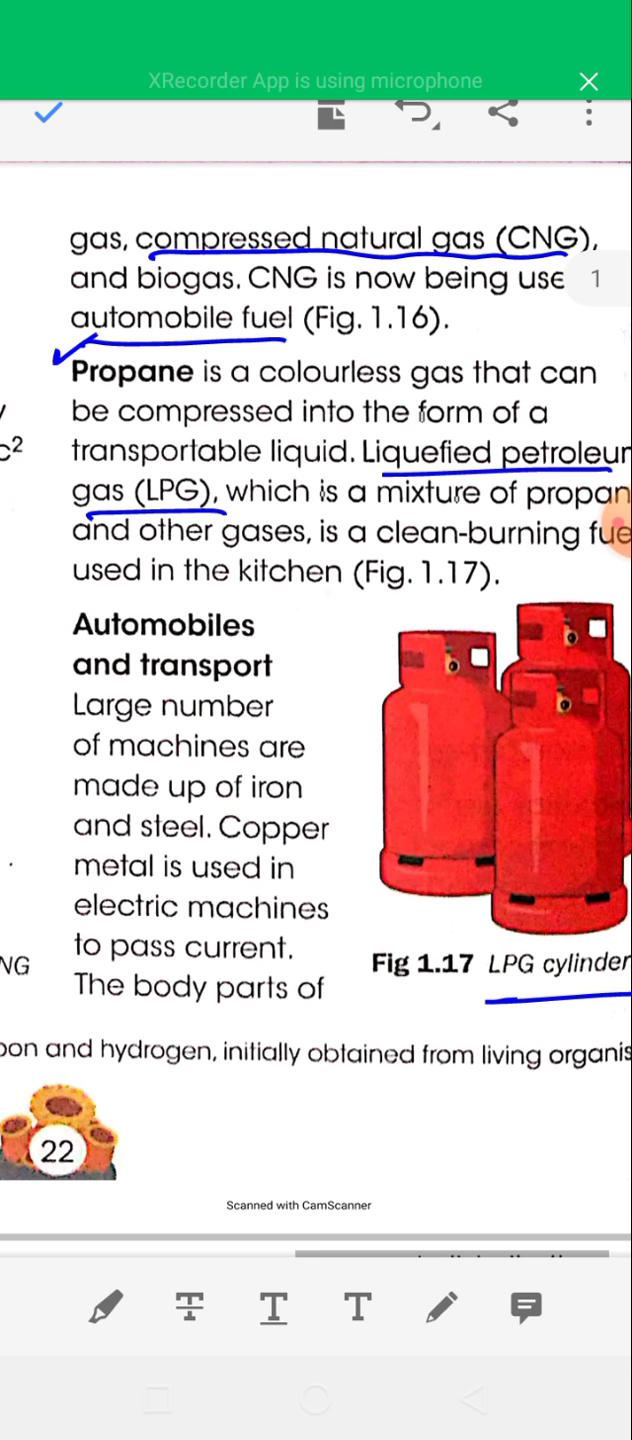 XRecorder App is using microphone
gas, compressed natural gas (CNG),
and biogas. CNG is now being use
1
automobile fuel (Fig. 1.16).
Propane is a colourless gas that can
be compressed into the form of a
c²
transportable liquid. Liquefied petroleu
gas (LPG), which is a mixture of propan
and other gases, is a clean-burning fue
used in the kitchen (Fig. 1.17).
Automobiles
and transport
Large number
of machines are
made up of iron
and steel. Copper
metal is used in
electric machines
to pass current.
The body parts of
NG
Fig 1.17 LPG cylinder
bon and hydrogen, initially obtained from living organis
22
Scanned with CamScanner